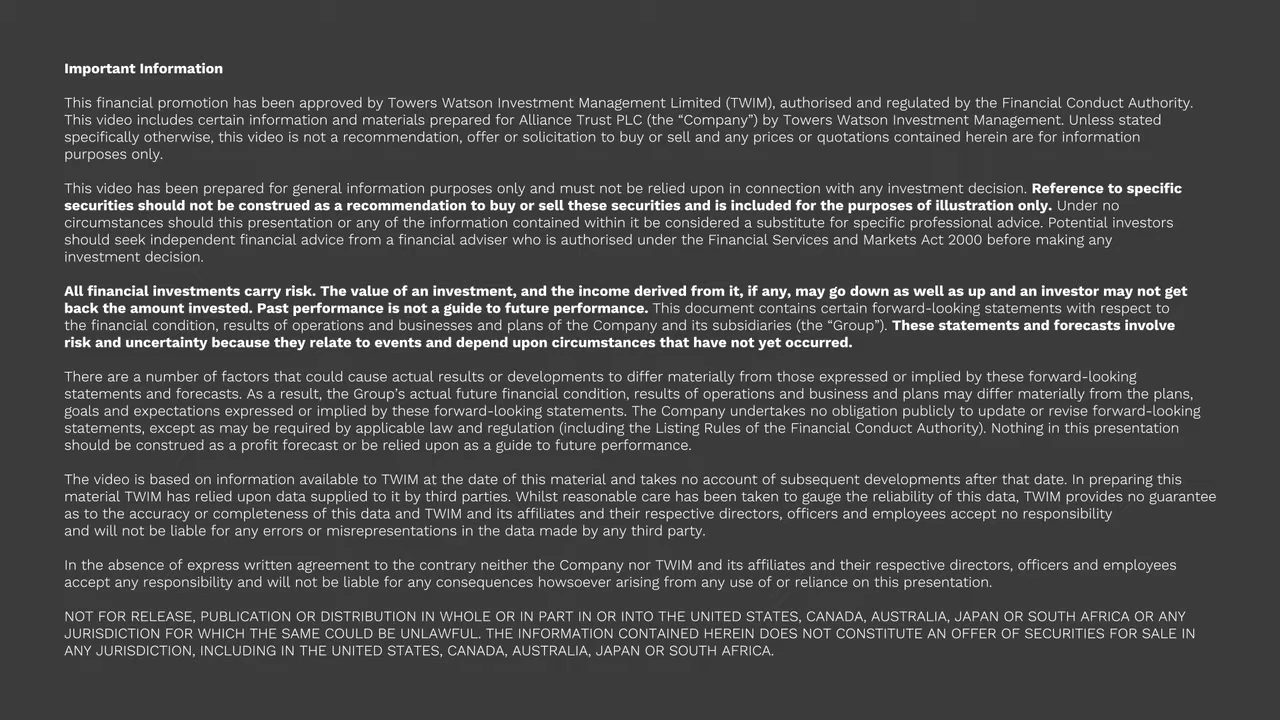 Important Information
This financial promotion has been approved by Towers Watson Investment Management Limited (TWIM), authorised and regulated by the Financial Conduct Authority.
This video includes certain information and materials prepared for Alliance Trust PLC (the “Company”) by Towers Watson Investment Management. Unless stated
specifically otherwise, this video is not a recommendation, offer or solicitation to buy or sell and any prices or quotations contained herein are for information
purposes only.
This video has been prepared for general information purposes only and must not be relied upon in connection with any investment decision. Reference to specific
securities should not be construed as a recommendation to buy or sell these securities and is included for the purposes of illustration only. Under no
circumstances should this presentation or any of the information contained within it be considered a substitute for specific professional advice. Potential investors
should seek independent financial advice from a financial adviser who is authorised under the Financial Services and Markets Act 2000 before making any
investment decision.
All financial investments carry risk. The value of an investment, and the income derived from it, if any, may go down as well as up and an investor may not get
back the amount invested. Past performance is not a guide to future performance. This document contains certain forward-looking statements with respect to
the financial condition, results of operations and businesses and plans of the Company and its subsidiaries (the “Group”). These statements and forecasts involve
risk and uncertainty because they relate to events and depend upon circumstances that have not yet occurred.
There are a number of factors that could cause actual results or developments to differ materially from those expressed or implied by these forward-looking
statements and forecasts. As a result, the Group’s actual future financial condition, results of operations and business and plans may differ materially from the plans,
goals and expectations expressed or implied by these forward-looking statements. The Company undertakes no obligation publicly to update or revise forward-looking
statements, except as may be required by applicable law and regulation (including the Listing Rules of the Financial Conduct Authority). Nothing in this presentation
should be construed as a profit forecast or be relied upon as a guide to future performance.
The video is based on information available to TWIM at the date of this material and takes no account of subsequent developments after that date. In preparing this
material TWIM has relied upon data supplied to it by third parties. Whilst reasonable care has been taken to gauge the reliability of this data, TWIM provides no guarantee
as to the accuracy or completeness of this data and TWIM and its affiliates and their respective directors, officers and employees accept no responsibility
and will not be liable for any errors or misrepresentations in the data made by any third party.
In the absence of express written agreement to the contrary neither the Company nor TWIM and its affiliates and their respective directors, officers and employees
accept any responsibility and will not be liable for any consequences howsoever arising from any use of or reliance on this presentation.
NOT FOR RELEASE, PUBLICATION OR DISTRIBUTION IN WHOLE OR IN PART IN OR INTO THE UNITED STATES, CANADA, AUSTRALIA, JAPAN OR SOUTH AFRICA OR ANY
JURISDICTION FOR WHICH THE SAME COULD BE UNLAWFUL. THE INFORMATION CONTAINED HEREIN DOES NOT CONSTITUTE AN OFFER OF SECURITIES FOR SALE IN
ANY JURISDICTION, INCLUDING IN THE UNITED STATES, CANADA, AUSTRALIA, JAPAN OR SOUTH AFRICA.